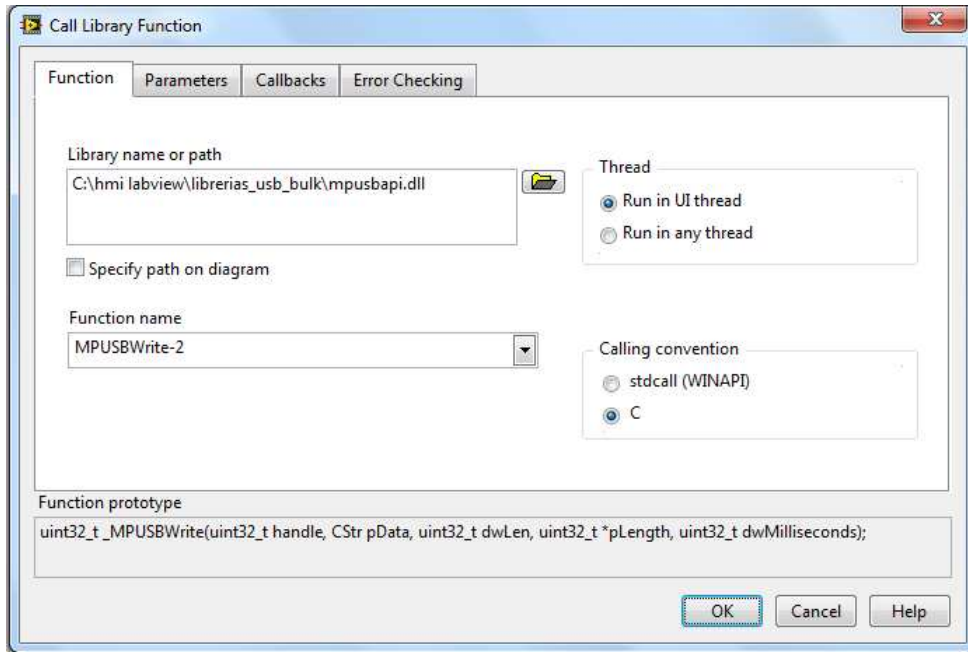 Call Library Function
Function
Parameters
Callbacks
Error Checking
Library name or path
C:\hmi labview\librerias_usb_bulk\mpusbapi.dll
Specify path on diagram
Function name
MPUSBWrite-2
Thread
Run in UI thread
Run in any thread
Calling convention
stdcall (WINAPI)
C
Function prototype
uint32_t _MPUSBWrite(uint32_t handle, CStr pData, uint32_t dwLen, uint32_t *pLength, uint32_t dwMilliseconds);
OK
Cancel
Help